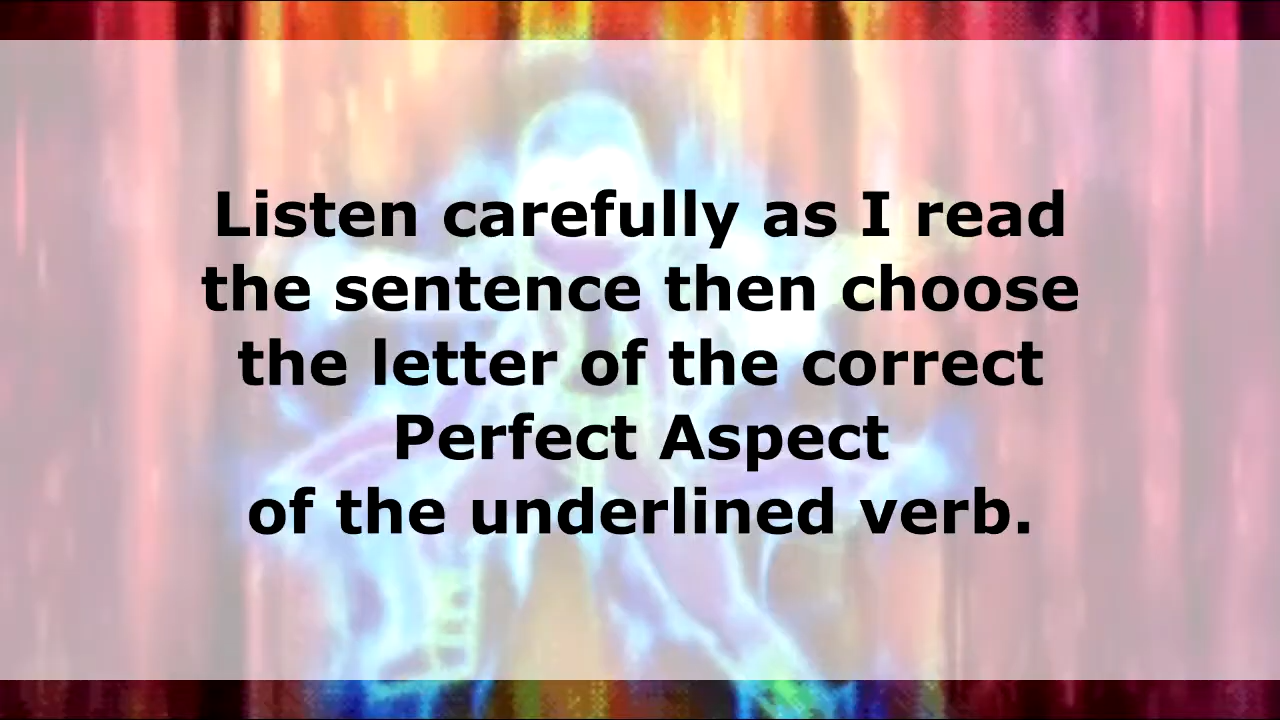 Listen carefully as I read
the sentence then choose
the letter of the correct
Perfect Aspect
of the underlined verb.